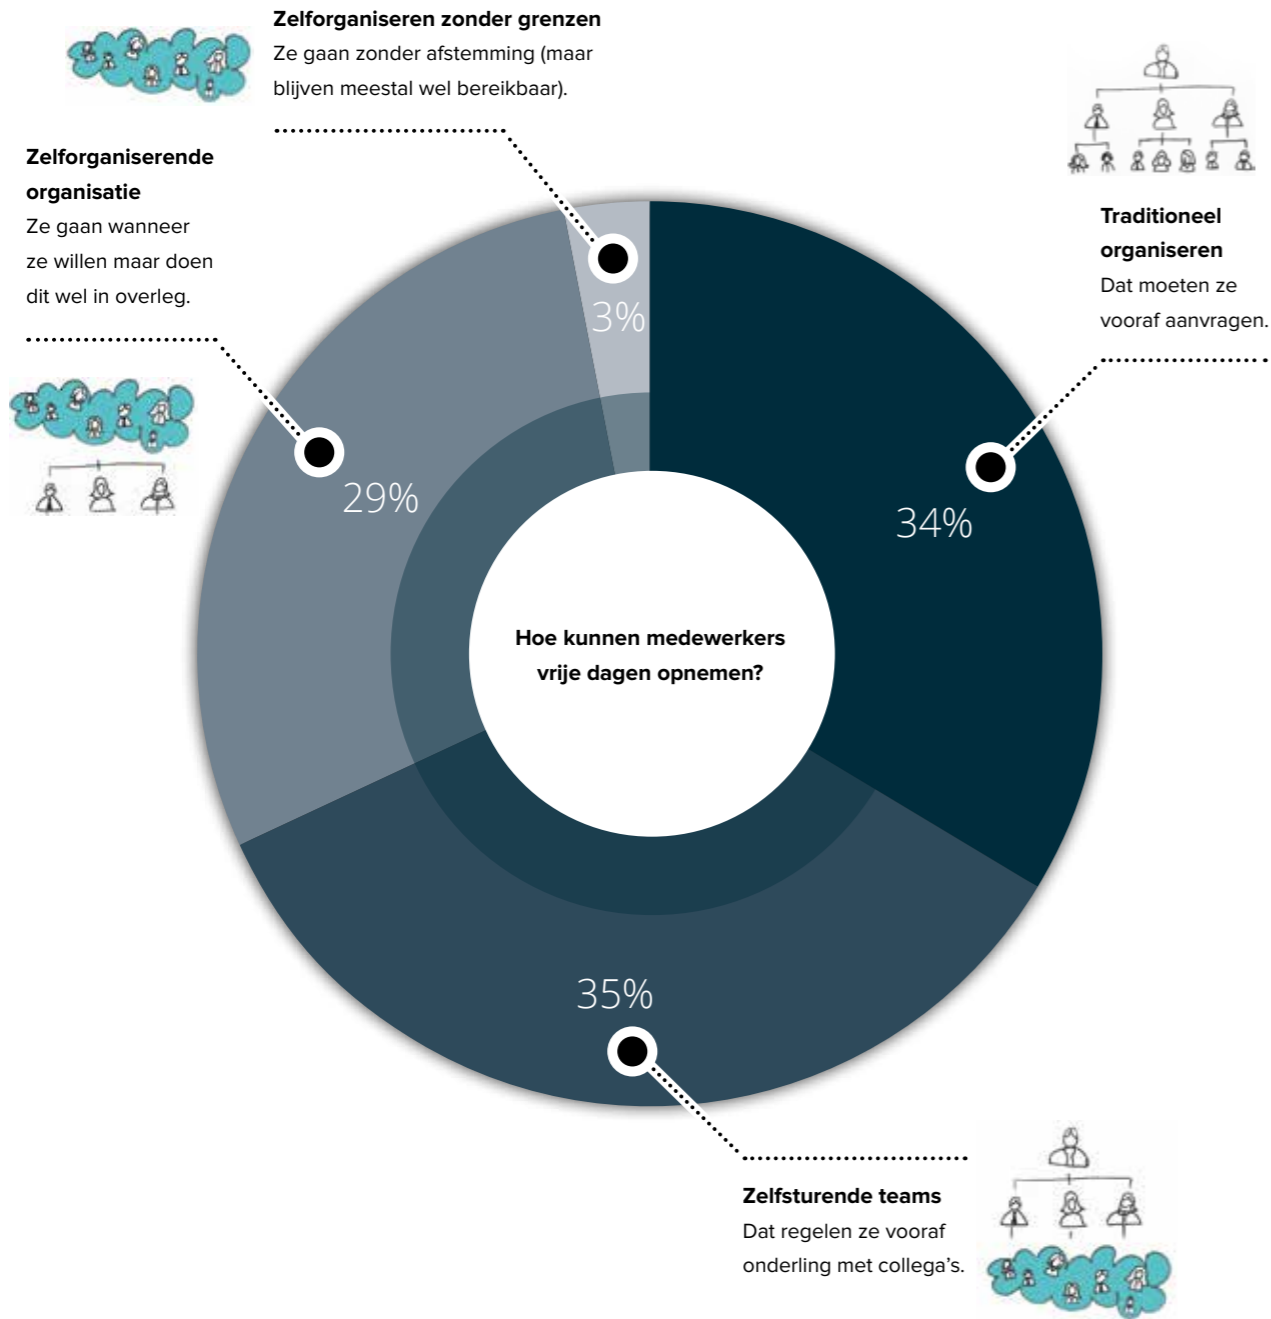 Zelforganiseren zonder grenzen
Ze gaan zonder afstemming (maar
blijven meestal wel bereikbaar).
Zelforganiserende
organisatie
Ze gaan wanneer
ze willen maar doen
dit wel in overleg.
Traditioneel
organiseren
Dat moeten ze
vooraf aanvragen.
3%
29%
34%
Hoe kunnen medewerkers
vrije dagen opnemen?
35%
Zelfsturende teams
Dat regelen ze vooraf
onderling met collega's.